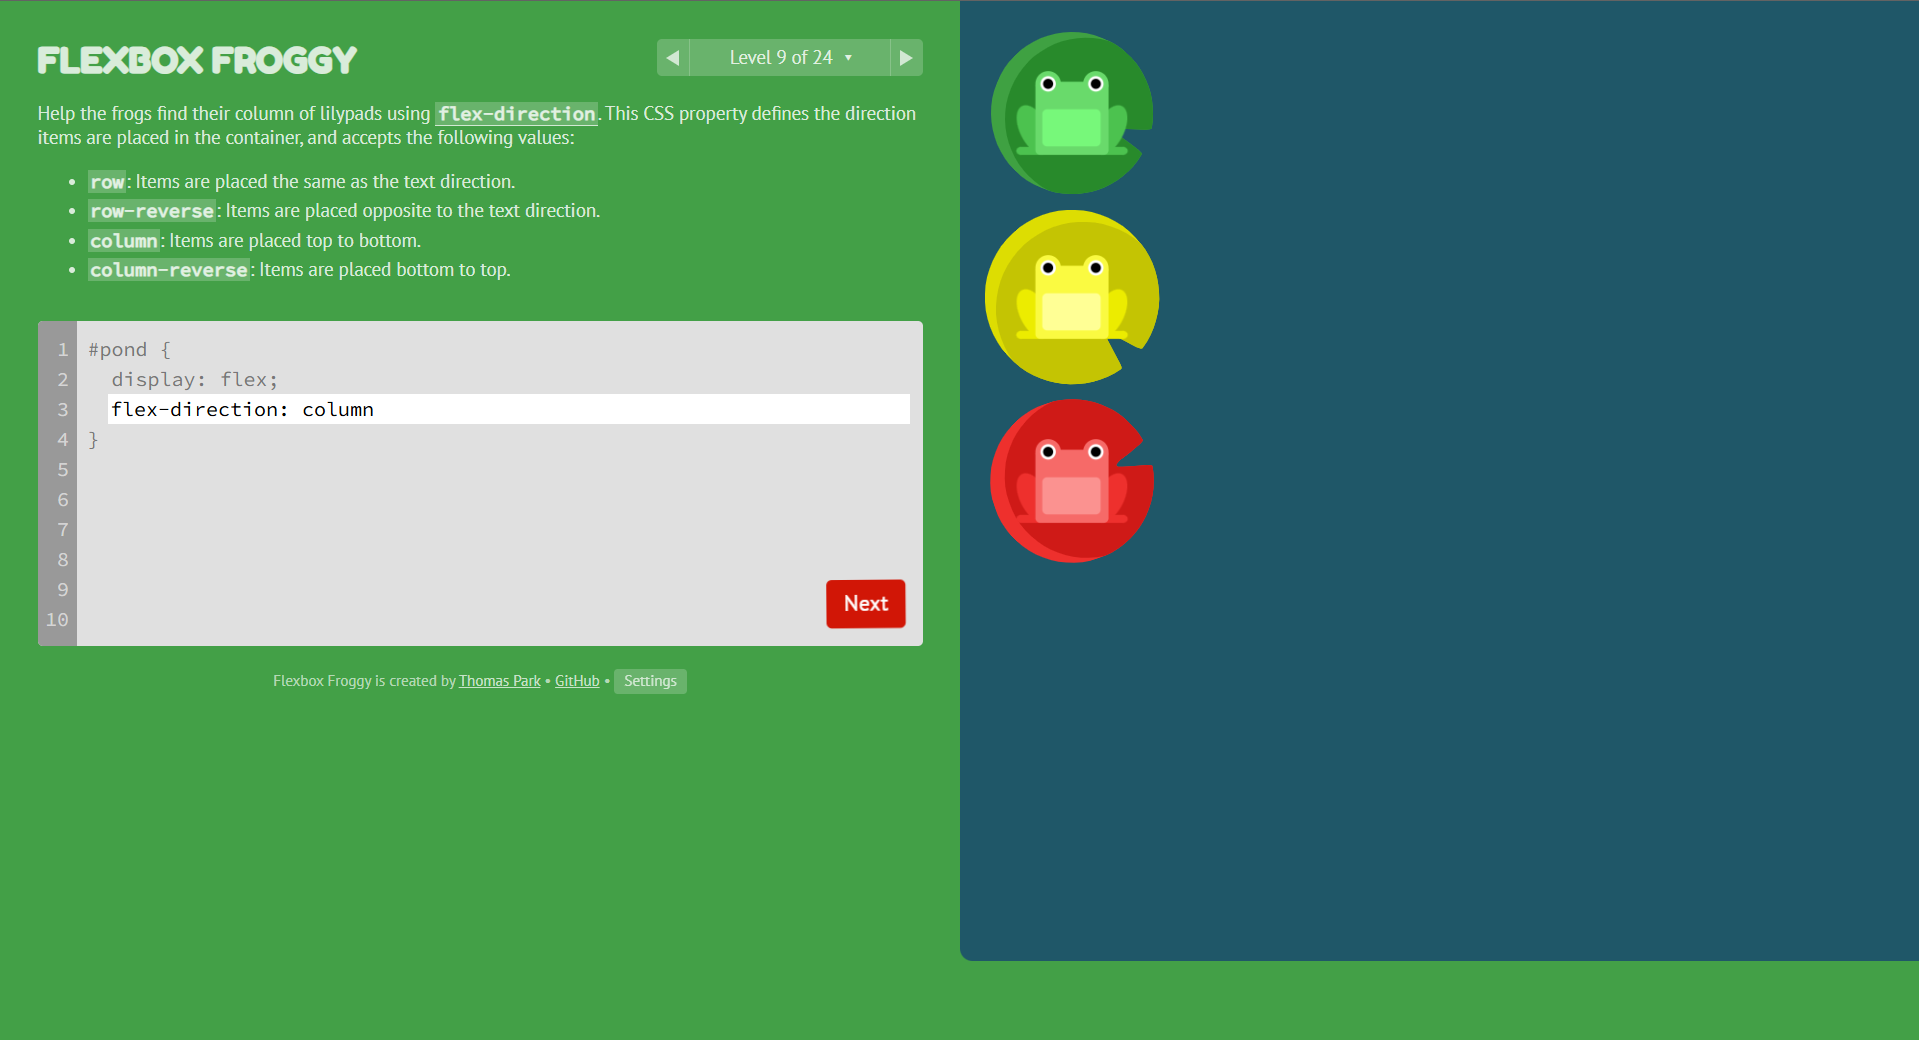 FLEXBOX FROGGY
Level 9 of 24
Help the frogs find their column of lilypads using flex-direction. This CSS property defines the direction
items are placed in the container, and accepts the following values:
• row: Items are placed the same as the text direction.
• row-reverse: Items are placed opposite to the text direction.
• column: Items are placed top to bottom.
• column-reverse: Items are placed bottom to top.
1 #pond {
2 display: flex;
3 flex-direction: column
4 }
5
6
7
8
9
10
Next
Flexbox Froggy is created by Thomas Park • GitHub • Settings